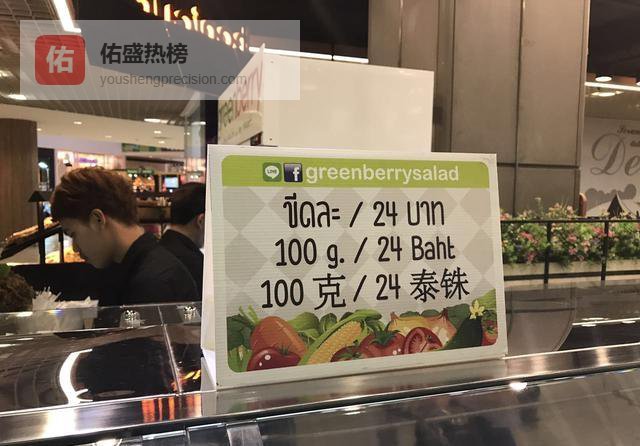 佑
佑盛热榜
youshengprecision.com
greenberrysalad
ขีดละ / 24 บาท
100 g. / 24 Baht
100 克 / 24 泰铢